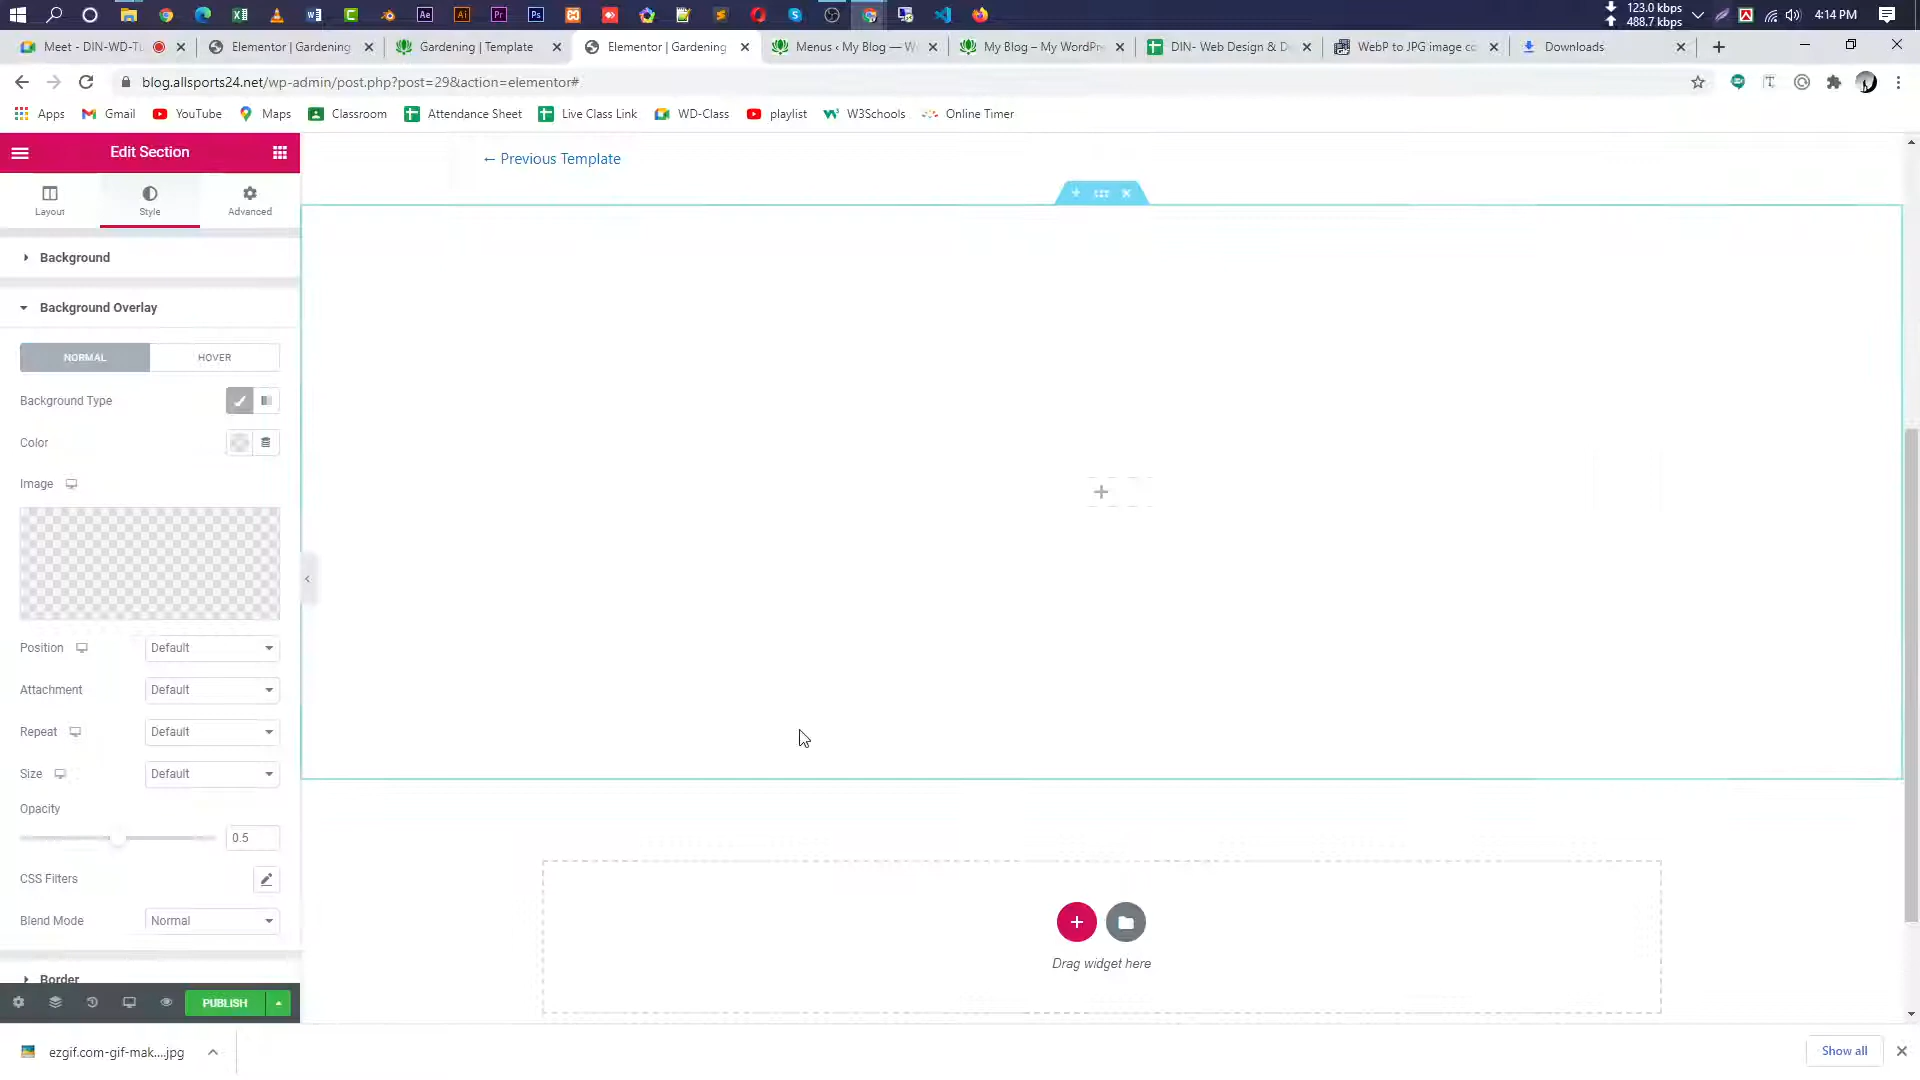 123.0 kbps
488.7 kbps
4:14 PM
Meet - DIN-WD-T
Elementor | Gardening
Gardening | Template
Elementor | Gardening
Menus ‹ My Blog — W
My Blog – My WordPr
DIN- Web Design & D
WebP to JPG image co
Downloads
blog.allsports24.net/wp-admin/post.php?post=29&action=elementor#
Apps
Gmail
YouTube
Maps
Classroom
Attendance Sheet
Live Class Link
WD-Class
playlist
W3Schools
Online Timer
Edit Section
Layout
Style
Advanced
← Previous Template
Background
Background Overlay
NORMAL
HOVER
Background Type
Color
Image
Position
Default
Attachment
Default
Repeat
Default
Size
Default
Opacity
0.5
CSS Filters
Blend Mode
Normal
Border
Drag widget here
PUBLISH
ezgif.com-gif-mak....jpg
Show all